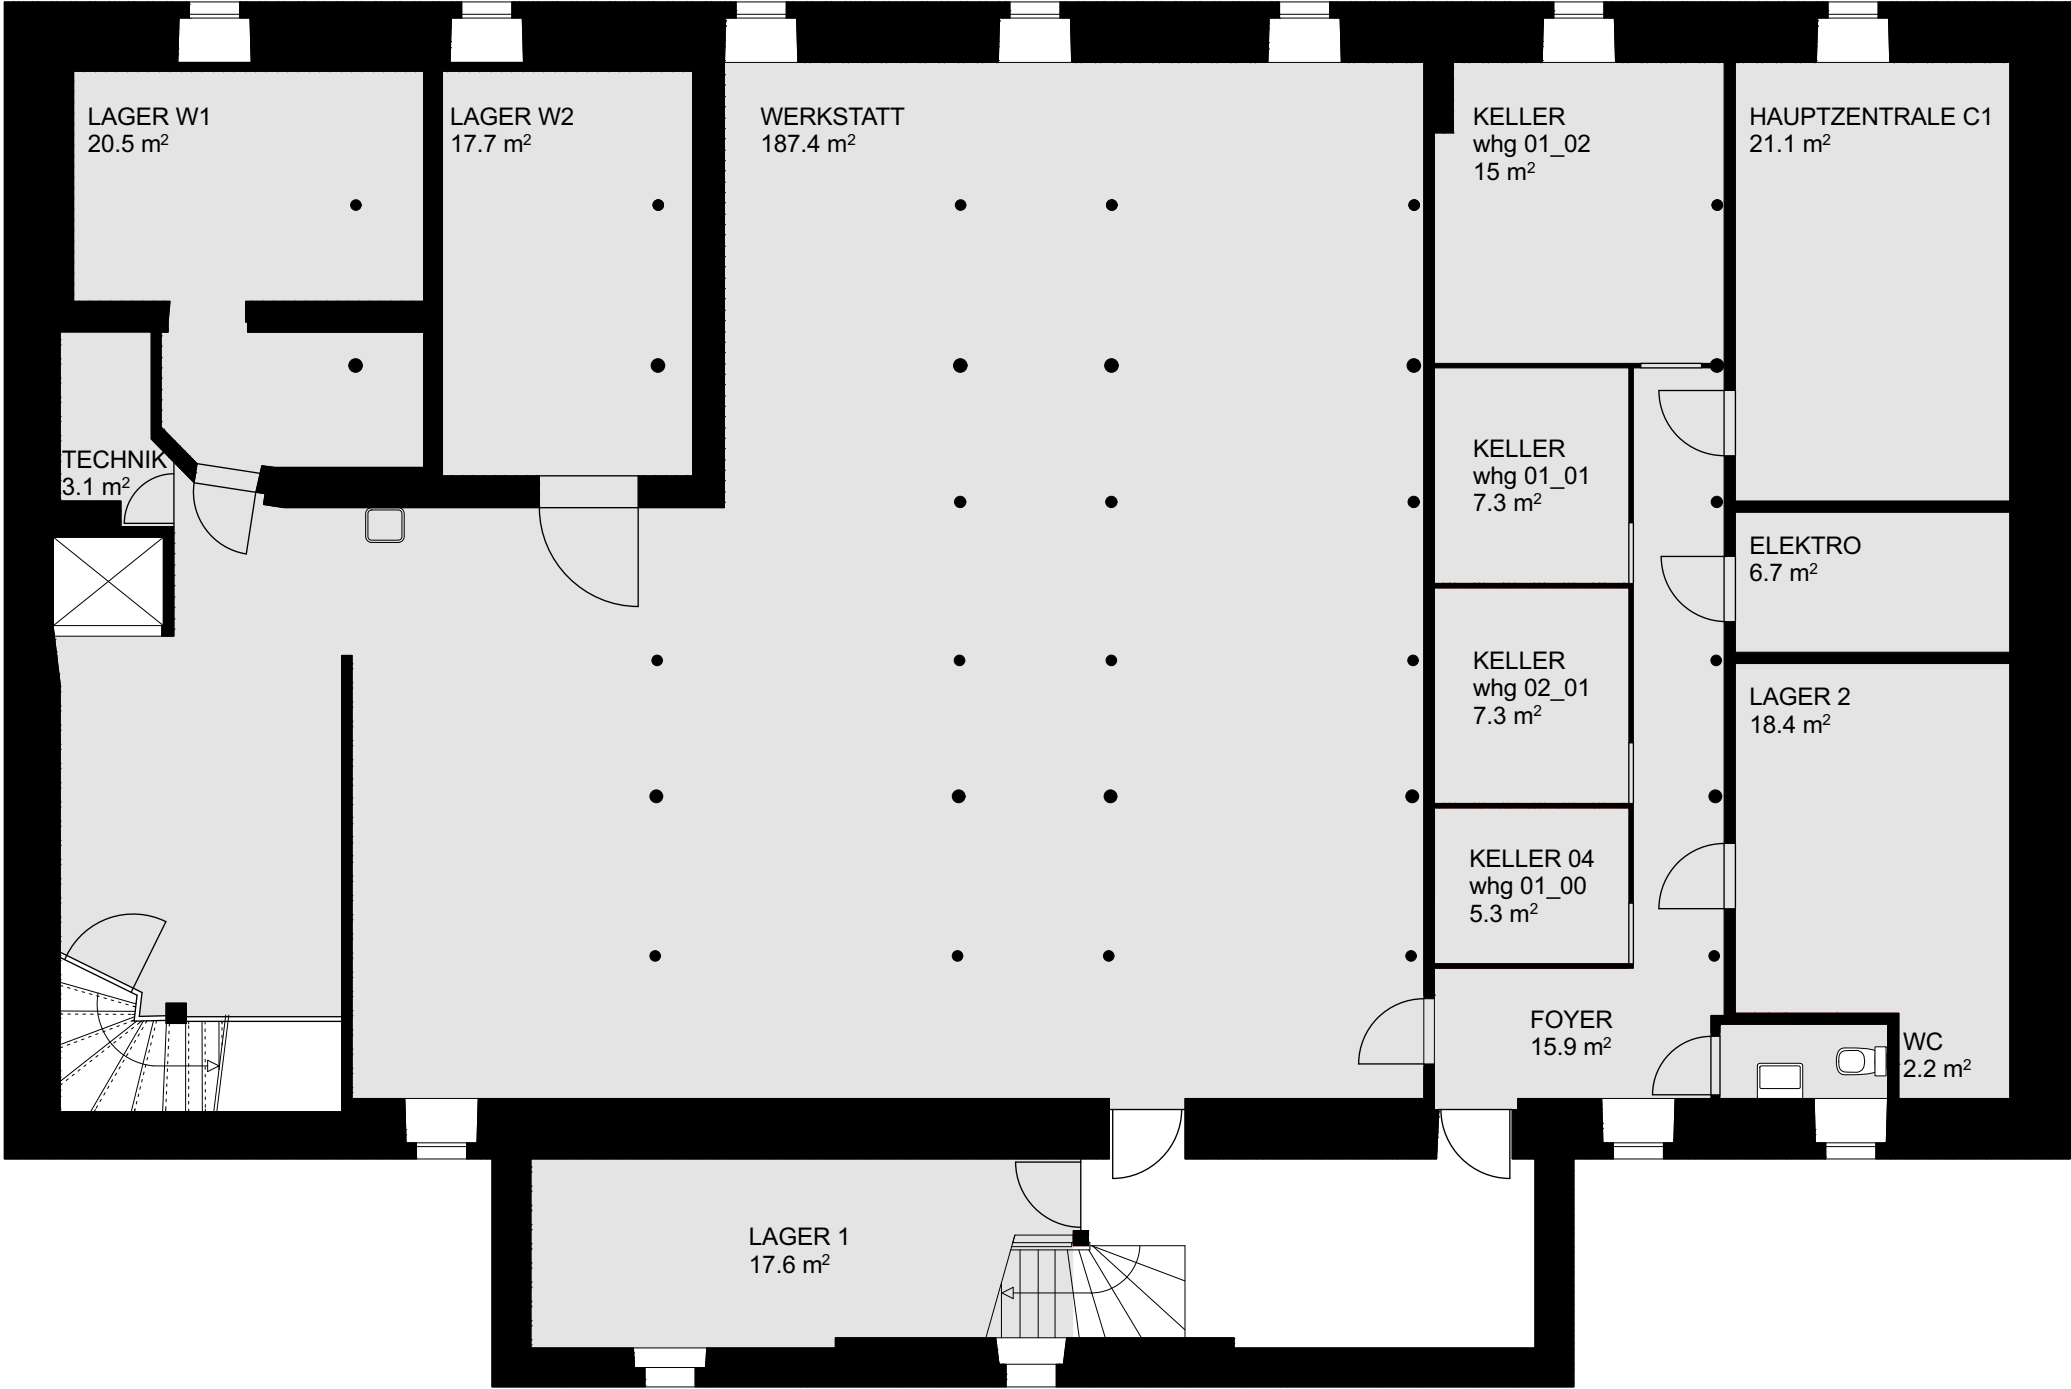 LAGER W1
20.5 m²
LAGER W2
17.7 m²
WERKSTATT
187.4 m²
KELLER
whg 01_02
15 m²
HAUPTZENTRALE C1
21.1 m²
TECHNIK
3.1 m²
KELLER
whg 01_01
7.3 m²
ELEKTRO
6.7 m²
KELLER
whg 02_01
7.3 m²
LAGER 2
18.4 m²
KELLER 04
whg 01_00
5.3 m²
FOYER
15.9 m²
WC
2.2 m²
LAGER 1
17.6 m²